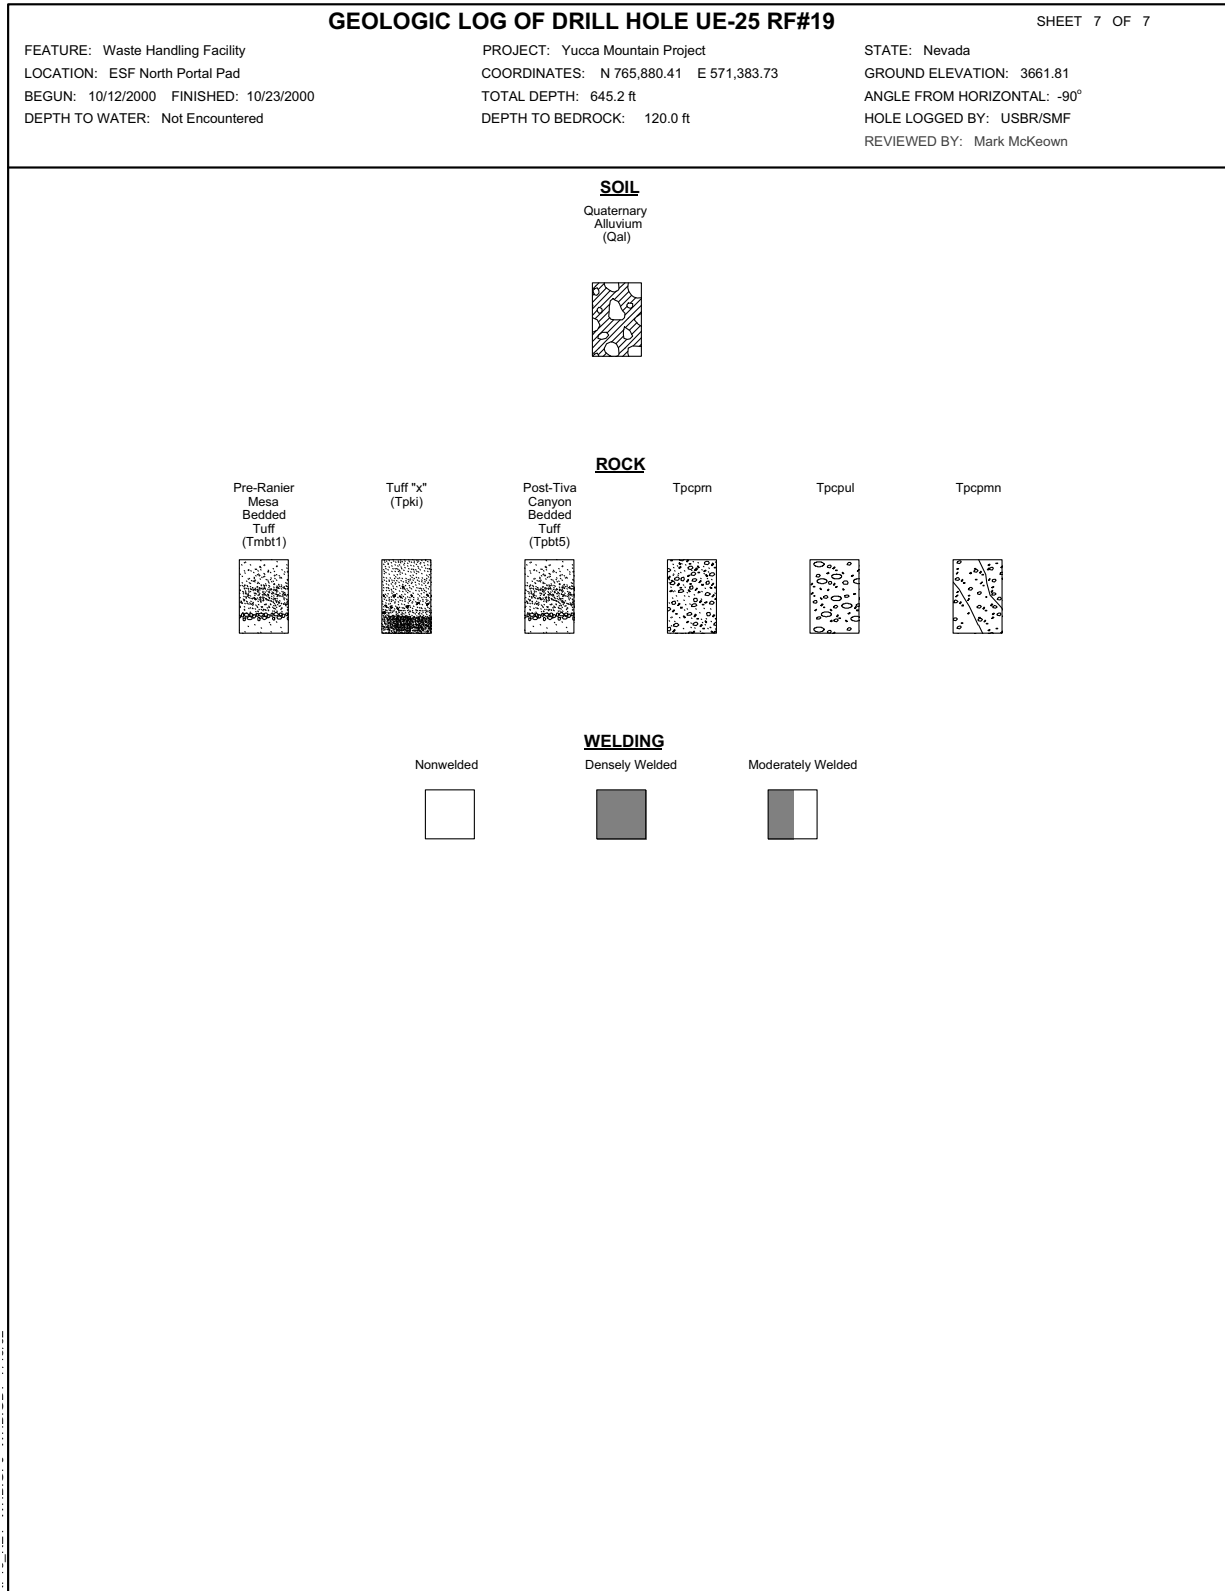 GEOLOGIC LOG OF DRILL HOLE UE-25 RF#19
SHEET 7 OF 7
FEATURE: Waste Handling Facility
PROJECT: Yucca Mountain Project
STATE: Nevada
LOCATION: ESF North Portal Pad
COORDINATES: N 765,880.41 E 571,383.73
GROUND ELEVATION: 3661.81
BEGUN: 10/12/2000 FINISHED: 10/23/2000
TOTAL DEPTH: 645.2 ft
ANGLE FROM HORIZONTAL: -90°
DEPTH TO WATER: Not Encountered
DEPTH TO BEDROCK: 120.0 ft
HOLE LOGGED BY: USBR/SMF
REVIEWED BY: Mark McKeown
SOIL
Quaternary
Alluvium
(Qal)
ROCK
Pre-Ranier
Mesa
Bedded
Tuff
(Tmbt1)
Tuff "x"
(Tpki)
Post-Tiva
Canyon
Bedded
Tuff
(Tpbt5)
Tpcprn
Tpcpul
Tpcpmn
WELDING
Nonwelded
Densely Welded
Moderately Welded